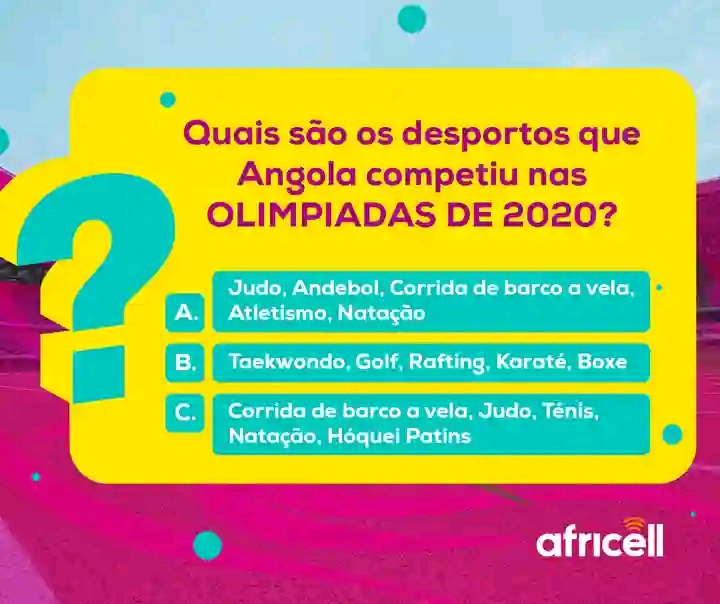 Quais são os desportos que
Angola competiu nas
OLIMPIADAS DE 2020?
?
A.
Judo, Andebol, Corrida de barco a vela,
Atletismo, Natação
B.
Taekwondo, Golf, Rafting, Karaté, Boxe
C.
Corrida de barco a vela, Judo, Ténis,
Natação, Hóquei Patins
africell